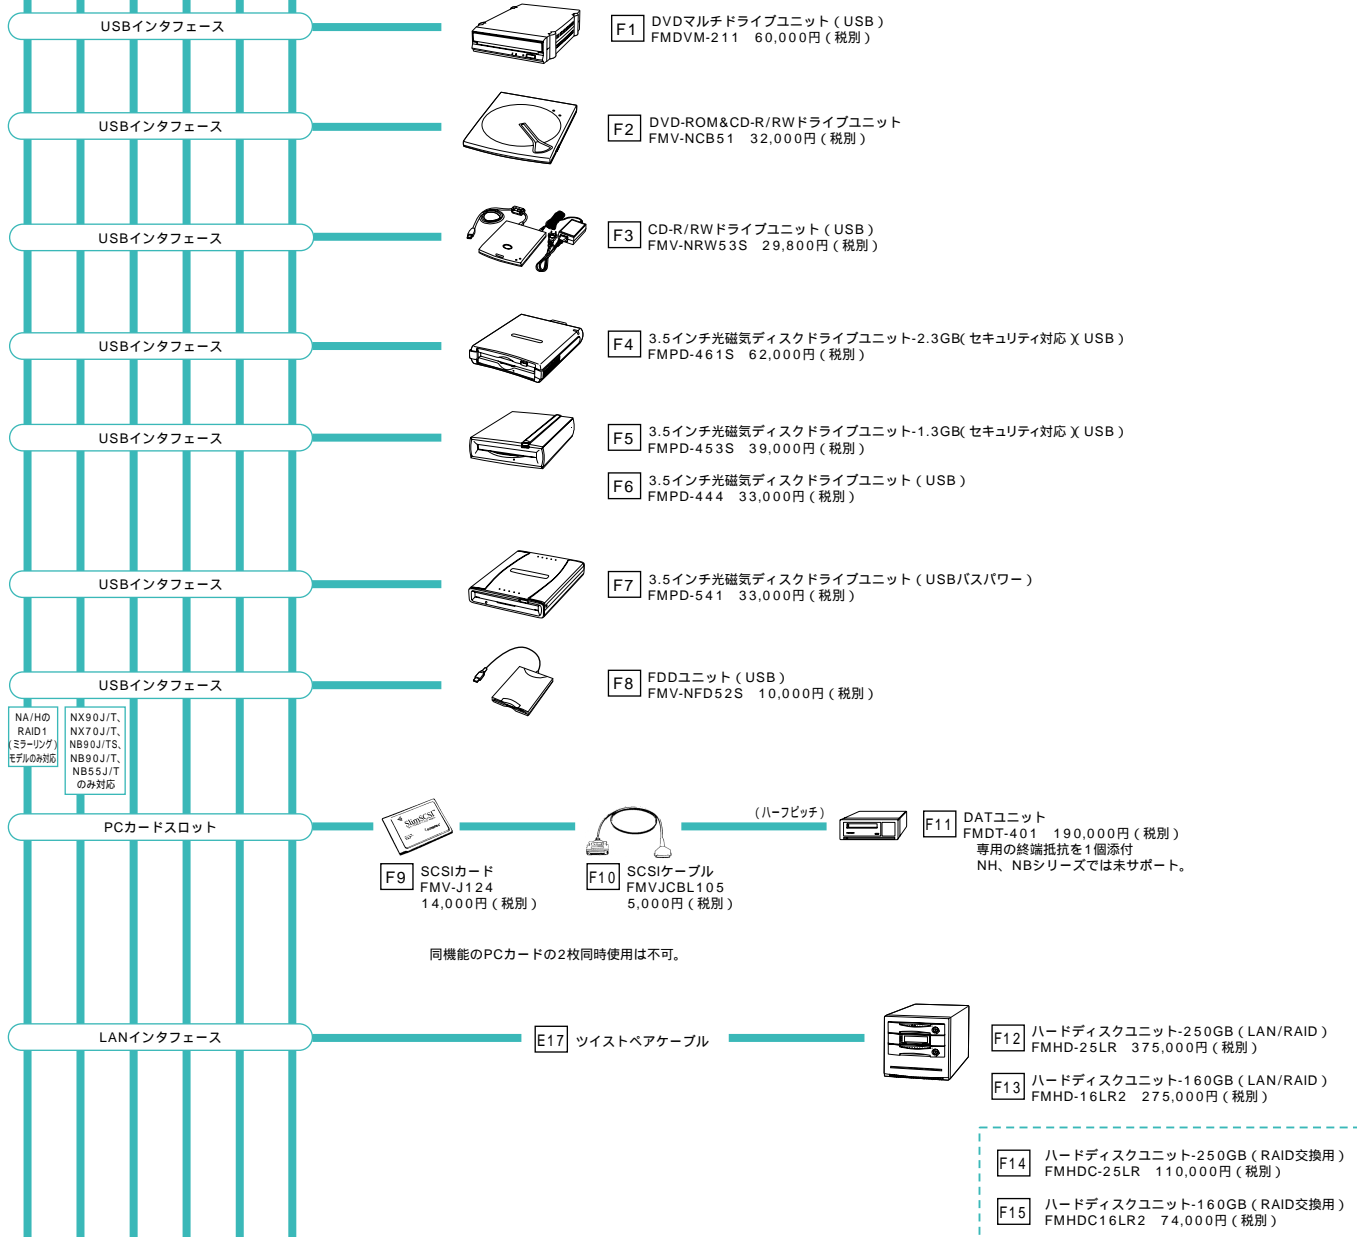 USBインタフェース
F1
DVDマルチドライブユニット（USB）
FMDVM-211　60,000円（税別）
USBインタフェース
F2
DVD-ROM&CD-R/RWドライブユニット
FMV-NCB51　32,000円（税別）
USBインタフェース
F3
CD-R/RWドライブユニット（USB）
FMV-NRW53S　29,800円（税別）
USBインタフェース
F4
3.5インチ光磁気ディスクドライブユニット-2.3GB（セキュリティ対応）（USB）
FMPD-461S　62,000円（税別）
USBインタフェース
F5
3.5インチ光磁気ディスクドライブユニット-1.3GB（セキュリティ対応）（USB）
FMPD-453S　39,000円（税別）
F6
3.5インチ光磁気ディスクドライブユニット（USB）
FMPD-444　33,000円（税別）
USBインタフェース
F7
3.5インチ光磁気ディスクドライブユニット（USBバスパワー）
FMPD-541　33,000円（税別）
USBインタフェース
F8
FDDユニット（USB）
FMV-NFD52S　10,000円（税別）
NA/Hの
RAID1
（ミラーリング）
モデルのみ対応
NX90J/T、
NX70J/T、
NB90J/TS、
NB90J/T、
NB55J/T
のみ対応
PCカードスロット
SlimSCSI
F9
SCSIカード
FMV-J124
14,000円（税別）
F10
SCSIケーブル
FMVJCBL105
5,000円（税別）
（ハーフピッチ）
F11
DATユニット
FMDT-401　190,000円（税別）
専用の終端抵抗を1個添付
NH、NBシリーズでは未サポート。
同機能のPCカードの2枚同時使用は不可。
LANインタフェース
E17
ツイストペアケーブル
F12
ハードディスクユニット-250GB（LAN/RAID）
FMHD-25LR　375,000円（税別）
F13
ハードディスクユニット-160GB（LAN/RAID）
FMHD-16LR2　275,000円（税別）
F14
ハードディスクユニット-250GB（RAID交換用）
FMHDC-25LR　110,000円（税別）
F15
ハードディスクユニット-160GB（RAID交換用）
FMHDC16LR2　74,000円（税別）